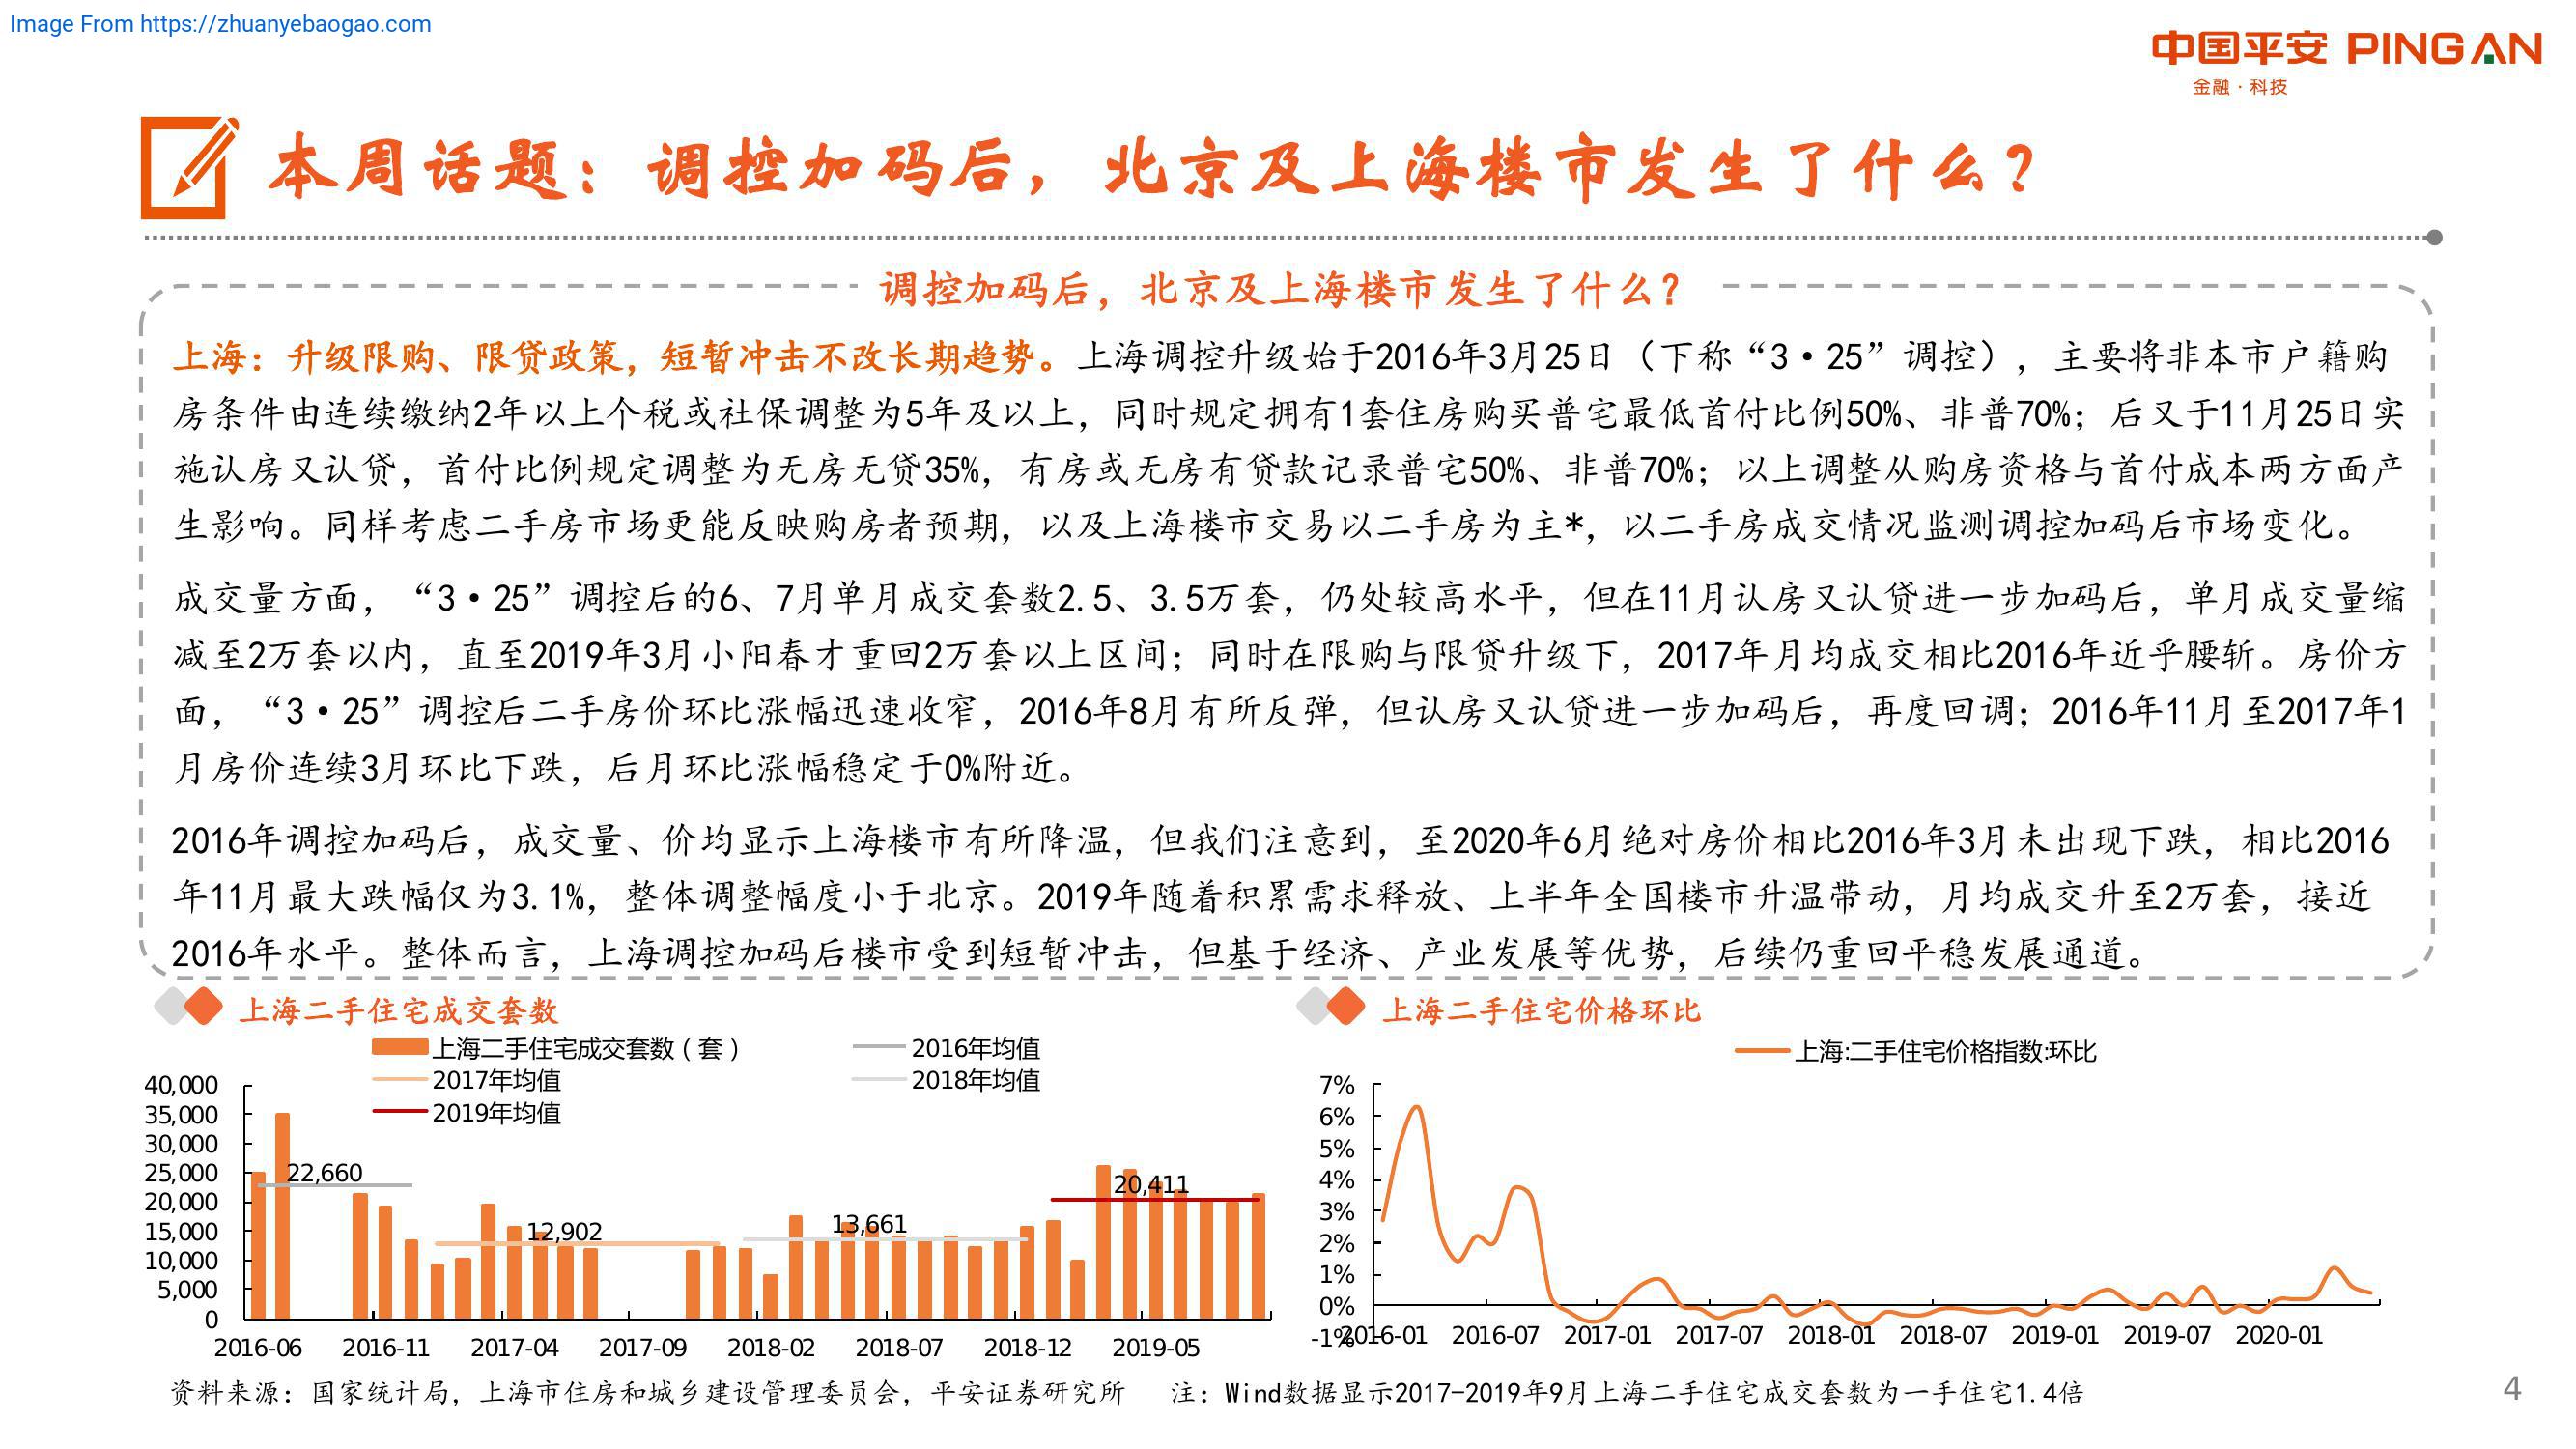 Image From https://zhuanyebaogao.com
中国平安 PINGAN
金融·科技
本周话题：调控加码后，北京及上海楼市发生了什么？
调控加码后，北京及上海楼市发生了什么？
上海：升级限购、限贷政策，短暂冲击不改长期趋势。上海调控升级始于2016年3月25日（下称“3·25”调控），主要将非本市户籍购
房条件由连续缴纳2年以上个税或社保调整为5年及以上，同时规定拥有1套住房购买普宅最低首付比例50%、非普70%；后又于11月25日实
施认房又认贷，首付比例规定调整为无房无贷35%，有房或无房有贷款记录普宅50%、非普70%；以上调整从购房资格与首付成本两方面产
生影响。同样考虑二手房市场更能反映购房者预期，以及上海楼市交易以二手房为主*，以二手房成交情况监测调控加码后市场变化。
成交量方面，“3·25”调控后的6、7月单月成交套数2.5、3.5万套，仍处较高水平，但在11月认房又认贷进一步加码后，单月成交量缩
减至2万套以内，直至2019年3月小阳春才重回2万套以上区间；同时在限购与限贷升级下，2017年月均成交相比2016年近乎腰斩。房价方
面，“3·25”调控后二手房价环比涨幅迅速收窄，2016年8月有所反弹，但认房又认贷进一步加码后，再度回调；2016年11月至2017年1
月房价连续3月环比下跌，后月环比涨幅稳定于0%附近。
2016年调控加码后，成交量、价均显示上海楼市有所降温，但我们注意到，至2020年6月绝对房价相比2016年3月未出现下跌，相比2016
年11月最大跌幅仅为3.1%，整体调整幅度小于北京。2019年随着积累需求释放、上半年全国楼市升温带动，月均成交升至2万套，接近
2016年水平。整体而言，上海调控加码后楼市受到短暂冲击，但基于经济、产业发展等优势，后续仍重回平稳发展通道。
上海二手住宅成交套数
上海二手住宅成交套数（套） 2016年均值
2017年均值 2018年均值
2019年均值
40,000
35,000
30,000
25,000
20,000
15,000
10,000
5,000
0
22,660
12,902
13,661
20,411
2016-06 2016-11 2017-04 2017-09 2018-02 2018-07 2018-12 2019-05
上海二手住宅价格环比
上海:二手住宅价格指数:环比
7%
6%
5%
4%
3%
2%
1%
0%
-1%
2016-01 2016-07 2017-01 2017-07 2018-01 2018-07 2019-01 2019-07 2020-01
资料来源：国家统计局，上海市住房和城乡建设管理委员会，平安证券研究所 注：Wind数据显示2017-2019年9月上海二手住宅成交套数为一手住宅1.4倍
4